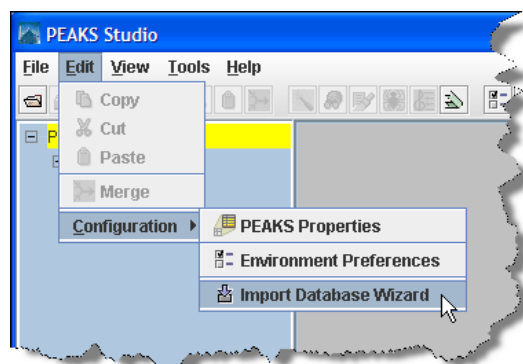 PEAKS Studio
File Edit View Tools Help
Copy
Cut
P
Paste
Merge
Configuration
PEAKS Properties
Environment Preferences
Import Database Wizard